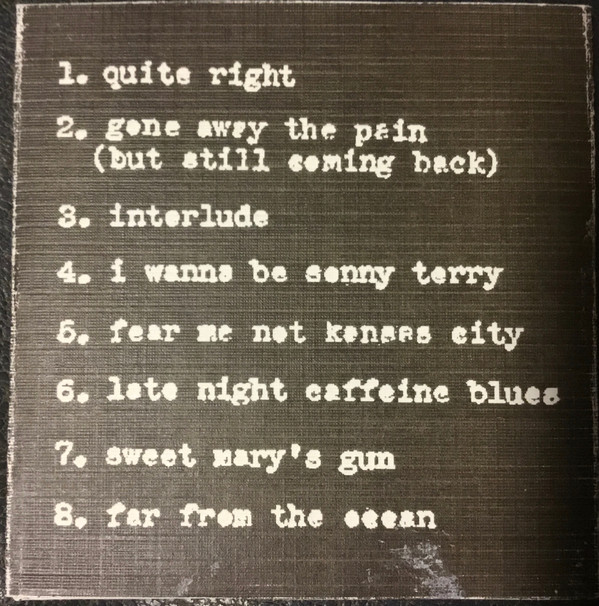 1. quite right
2. gone away the pain
(but still coming back)
3. interlude
4. i wanna be sonny terry
5. fear me not kansas city
6. late night caffeine blues
7. sweet mary's gun
8. far from the ocean